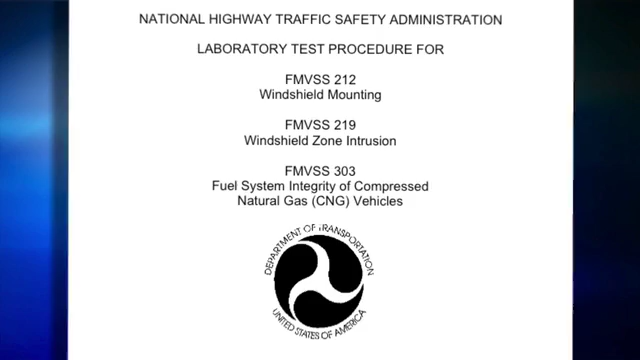 NATIONAL HIGHWAY TRAFFIC SAFETY ADMINISTRATION
LABORATORY TEST PROCEDURE FOR
FMVSS 212
Windshield Mounting
FMVSS 219
Windshield Zone Intrusion
FMVSS 303
Fuel System Integrity of Compressed
Natural Gas (CNG) Vehicles
DEPARTMENT OF TRANSPORTATION
UNITED STATES OF AMERICA